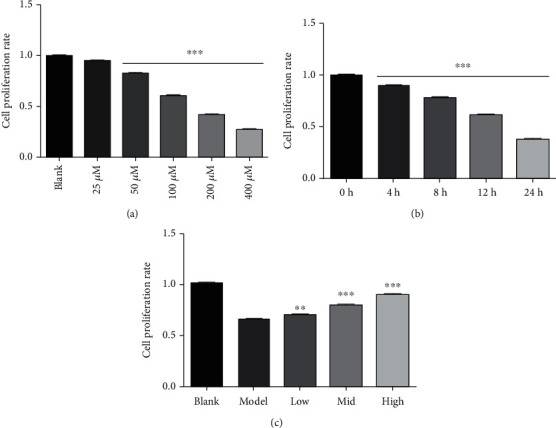 Cell proliferation rate
1.5
1.0
0.5
0.0
***
Blank
25 µM
50 µM
100 µM
200 µM
400 µM
(a)
Cell proliferation rate
1.5
1.0
0.5
0.0
***
0 h
4 h
8 h
12 h
24 h
(b)
Cell proliferation rate
1.5
1.0
0.5
0.0
**
***
***
Blank
Model
Low
Mid
High
(c)